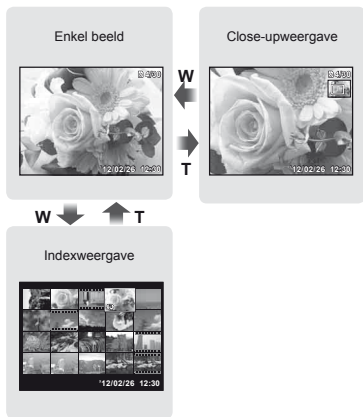 Enkel beeld
Close-upweergave
4/30
'12/02/26 12:30
W
T
4/30
'12/02/26 12:30
W
T
Indexweergave
'12/02/26 12:30